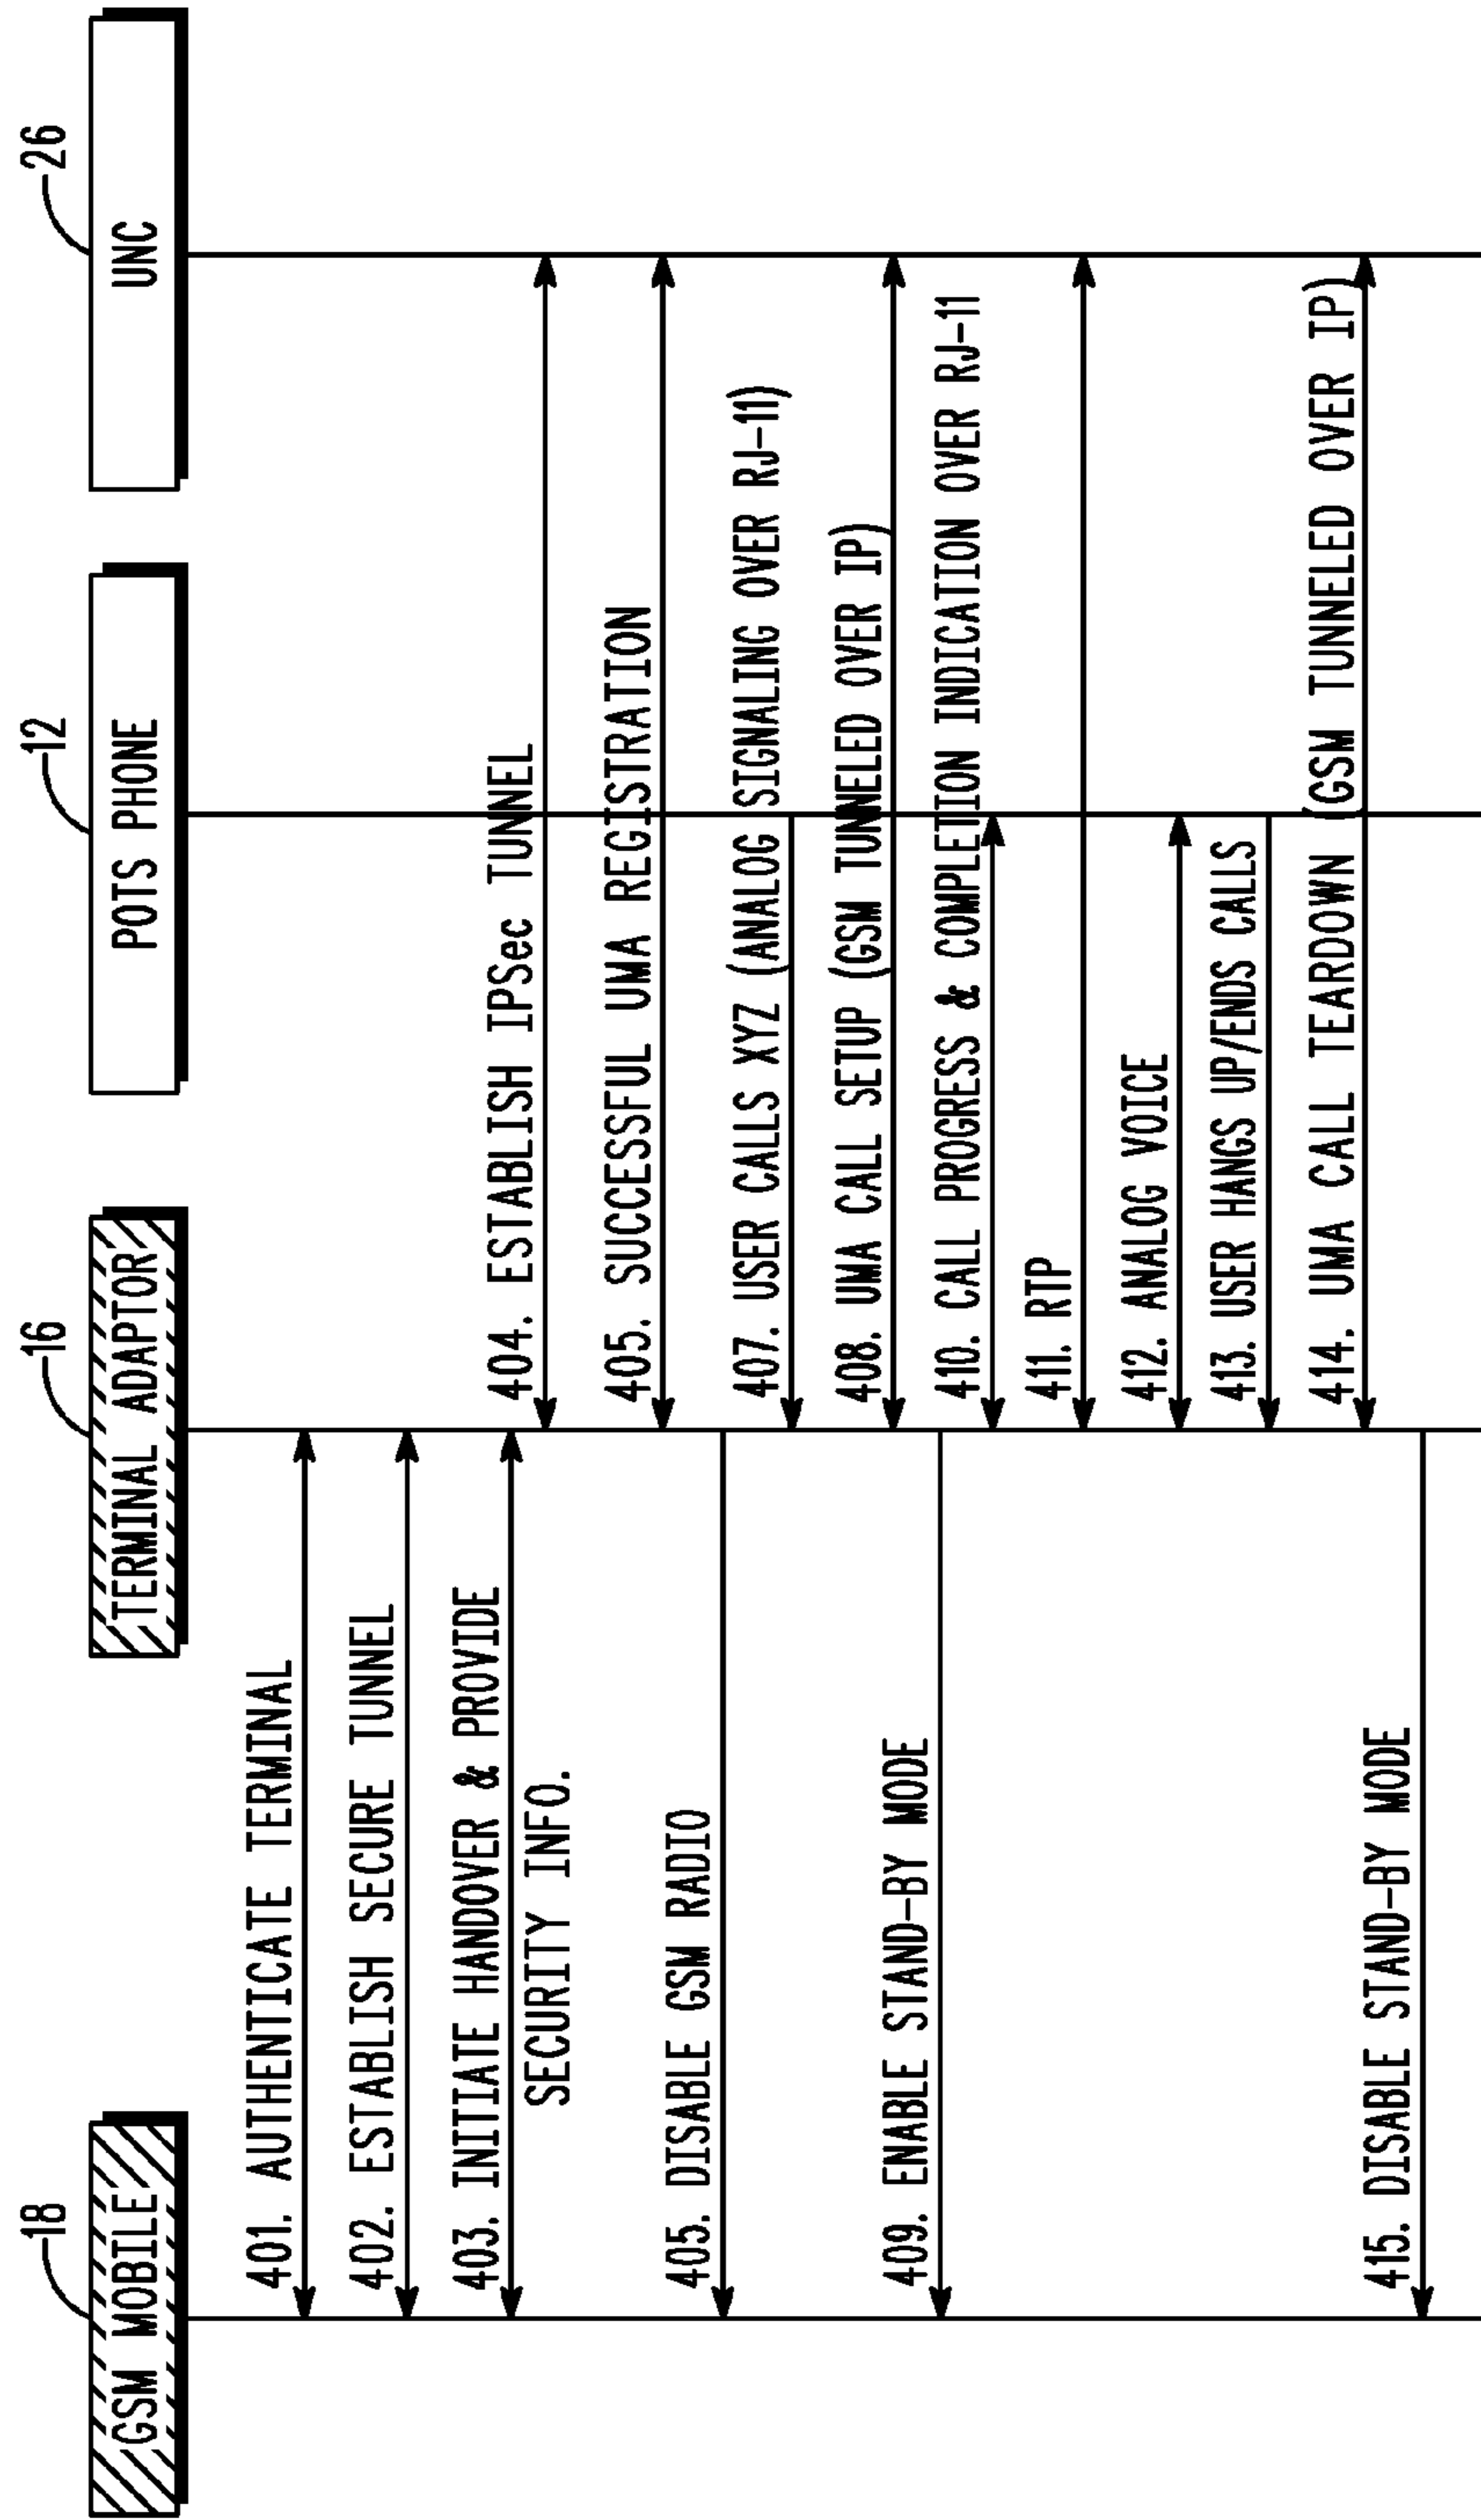 18
GSM MOBILE
16
TERMINAL ADAPTOR
12
POTS PHONE
26
UNC
401. AUTHENTICATE TERMINAL
402. ESTABLISH SECURE TUNNEL
403. INITIATE HANDOVER & PROVIDE
SECURITY INFO.
404. ESTABLISH IPSec TUNNEL
405. SUCCESSFUL UMA REGISTRATION
405. DISABLE GSM RADIO
407. USER CALLS XYZ (ANALOG SIGNALING OVER RJ-11)
408. UMA CALL SETUP (GSM TUNNELED OVER IP)
409. ENABLE STAND-BY MODE
410. CALL PROGRESS & COMPLETION INDICATION OVER RJ-11
411. RTP
412. ANALOG VOICE
413. USER HANGS UP/ENDS CALLS
414. UMA CALL TEARDOWN (GSM TUNNELED OVER IP)
415. DISABLE STAND-BY MODE